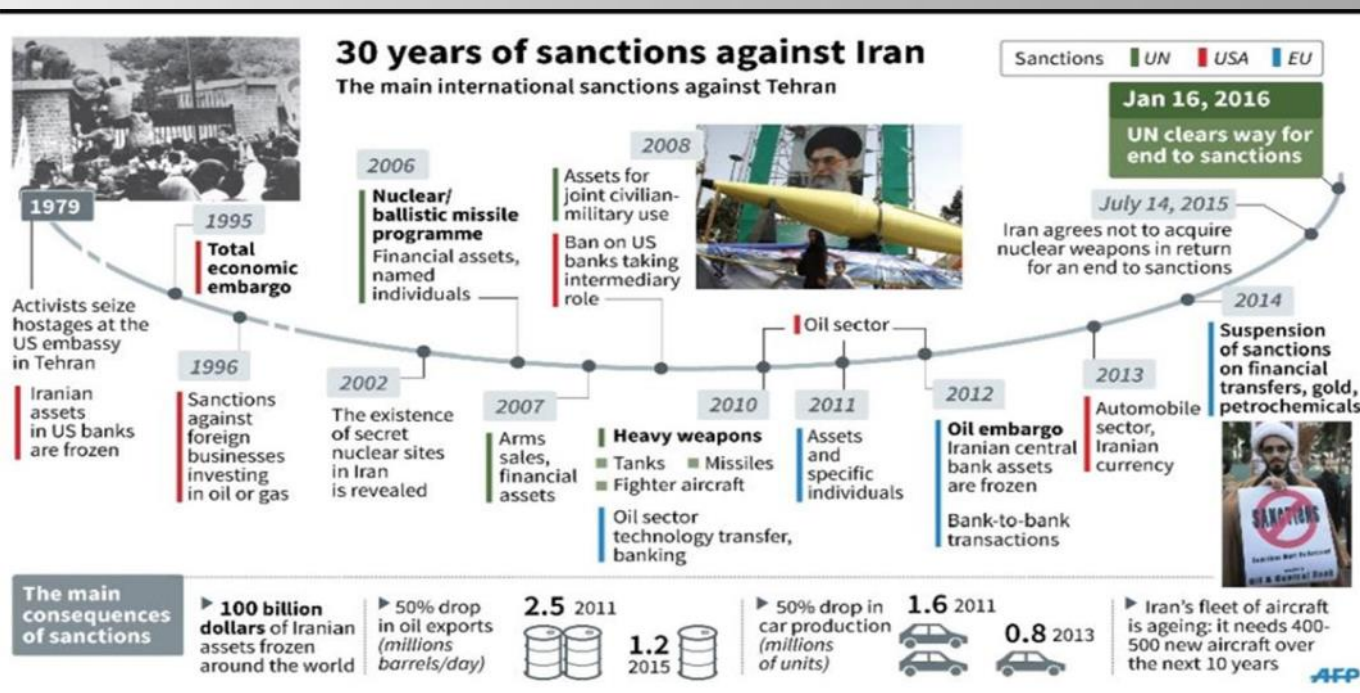 30 years of sanctions against Iran
The main international sanctions against Tehran
Sanctions UN USA EU
1979
Activists seize
hostages at the
US embassy
in Tehran
Iranian
assets
in US banks
are frozen
1995
Total
economic
embargo
1996
Sanctions
against
foreign
businesses
investing
in oil or gas
2002
The existence
of secret
nuclear sites
in Iran
is revealed
2006
Nuclear/
ballistic missile
programme
Financial assets,
named
individuals
2007
Arms
sales,
financial
assets
2008
Assets for
joint civilian-
military use
Ban on US
banks taking
intermediary
role
Oil sector
2010
Heavy weapons
Tanks Missiles
Fighter aircraft
Oil sector
technology transfer,
banking
2011
Assets
and
specific
individuals
2012
Oil embargo
Iranian central
bank assets
are frozen
Bank-to-bank
transactions
2013
Automobile
sector,
Iranian
currency
2014
Suspension
of sanctions
on financial
transfers, gold,
petrochemicals
July 14, 2015
Iran agrees not to acquire
nuclear weapons in return
for an end to sanctions
Jan 16, 2016
UN clears way for
end to sanctions
SANCTIONS
The main
consequences
of sanctions
100 billion
dollars of Iranian
assets frozen
around the world
50% drop
in oil exports
(millions
barrels/day)
2.5 2011
1.2
2015
50% drop in
car production
(millions
of units)
1.6 2011
0.8 2013
Iran's fleet of aircraft
is ageing: it needs 400-
500 new aircraft over
the next 10 years
AFP